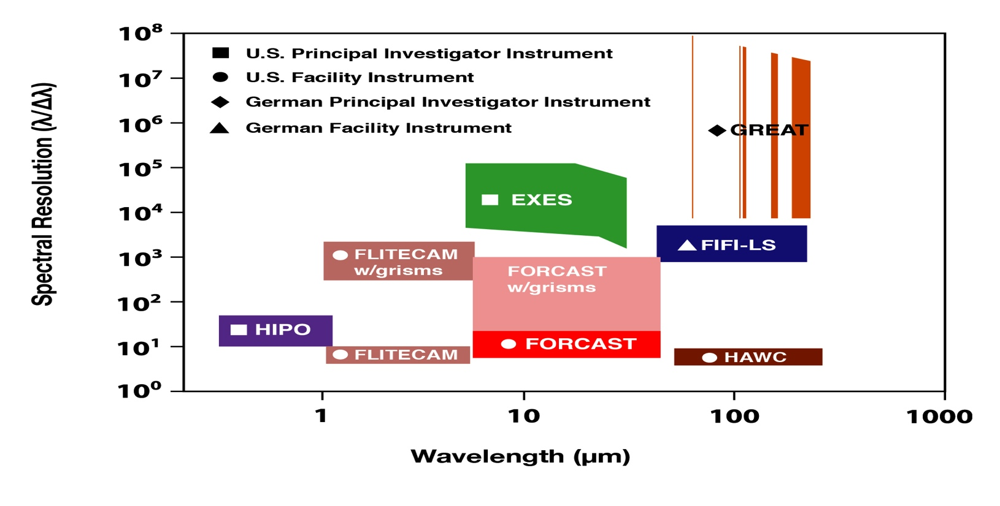 10⁸
U.S. Principal Investigator Instrument
10⁷
U.S. Facility Instrument
German Principal Investigator Instrument
10⁶
German Facility Instrument
GREAT
10⁵
EXES
10⁴
10³
FLITECAM
w/grisms
FORCAST
w/grisms
FIFI-LS
10²
HIPO
10¹
FLITECAM
FORCAST
HAWC
10⁰
Spectral Resolution (λ/Δλ)
1
10
100
1000
Wavelength (µm)